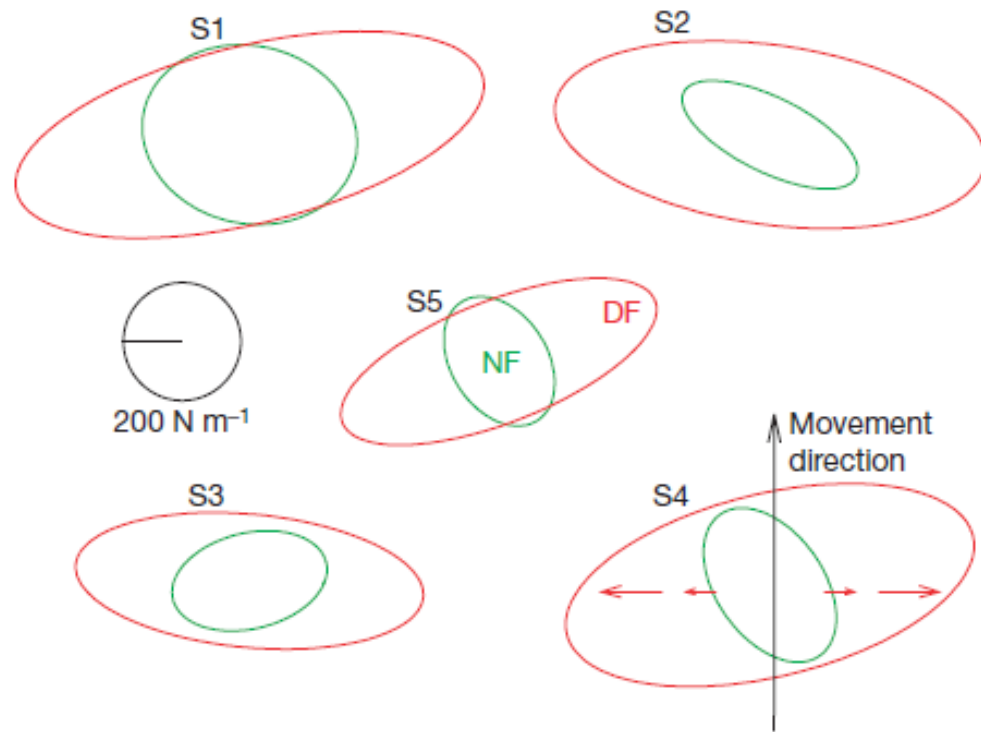 S1
S2
S5
DF
NF
200 N m⁻¹
Movement
direction
S3
S4